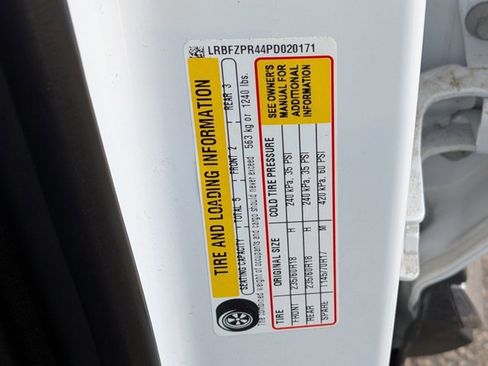 LRBFZPR44PD020171
TIRE AND LOADING INFORMATION
SEATING CAPACITY TOTAL 5 FRONT 2 REAR 3
The combined weight of occupants and cargo should never exceed 563 kg or 1240 lbs.
TIRE ORIGINAL SIZE COLD TIRE PRESSURE
FRONT 235/60R18 H 240 kPa, 35 PSI
REAR 235/60R18 H 240 kPa, 35 PSI
SPARE T145/70R17 M 420 kPa, 60 PSI
SEE OWNER'S
MANUAL FOR
ADDITIONAL
INFORMATION